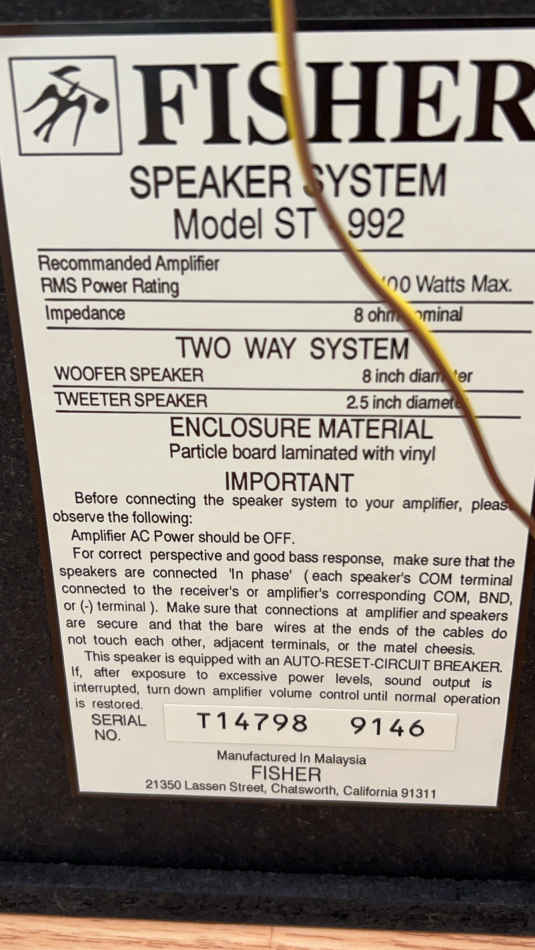 FISHER
SPEAKER SYSTEM
Model ST 992
Recommanded Amplifier
RMS Power Rating 00 Watts Max.
Impedance 8 ohm nominal
TWO WAY SYSTEM
WOOFER SPEAKER 8 inch diameter
TWEETER SPEAKER 2.5 inch diameter
ENCLOSURE MATERIAL
Particle board laminated with vinyl
IMPORTANT
Before connecting the speaker system to your amplifier, please
observe the following:
Amplifier AC Power should be OFF.
For correct perspective and good bass response, make sure that the
speakers are connected 'In phase' (each speaker's COM terminal
connected to the receiver's or amplifier's corresponding COM, BND,
or (-) terminal). Make sure that connections at amplifier and speakers
are secure and that the bare wires at the ends of the cables do
not touch each other, adjacent terminals, or the matel cheesis.
This speaker is equipped with an AUTO-RESET-CIRCUIT BREAKER.
If, after exposure to excessive power levels, sound output is
interrupted, turn down amplifier volume control until normal operation
is restored.
SERIAL
NO. T14798 9146
Manufactured In Malaysia
FISHER
21350 Lassen Street, Chatsworth, California 91311